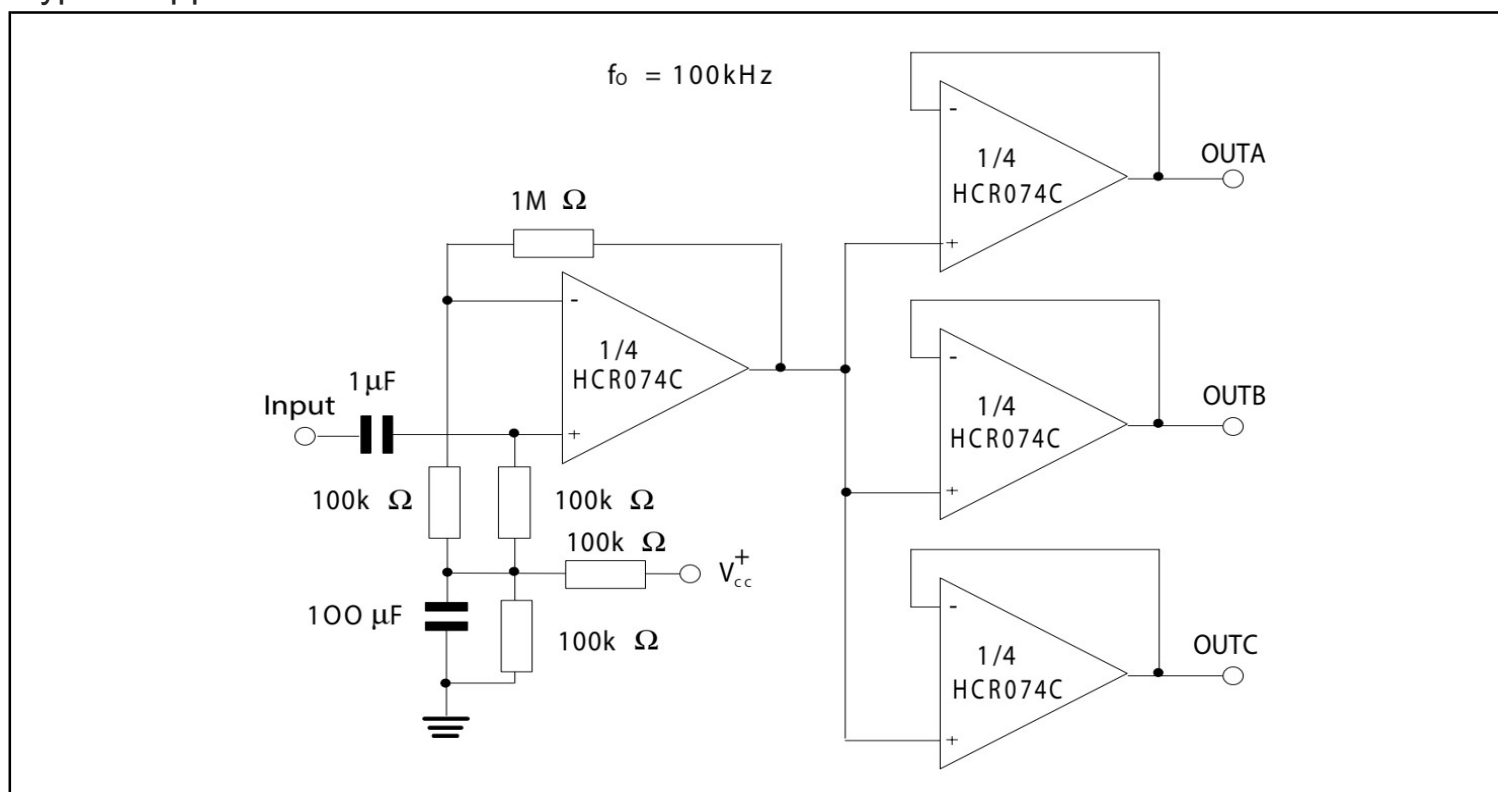 f₀ = 100kHz
-
1/4
HCR074C
+
OUTA
1M Ω
-
1/4
HCR074C
+
1µF
Input
-
1/4
HCR074C
+
OUTB
100k Ω
100k Ω
100k Ω
V⁺cc
100 µF
100k Ω
-
1/4
HCR074C
+
OUTC